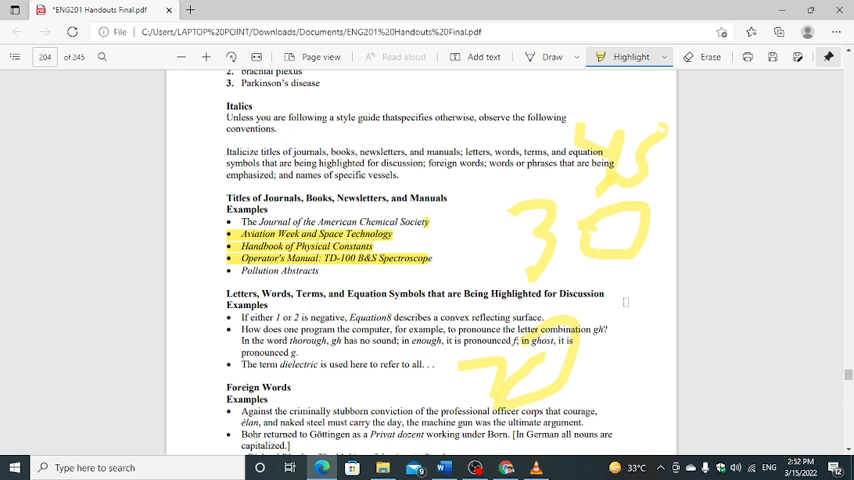 *ENG201 Handouts Final.pdf
File
C:/Users/LAPTOP%20POINT/Downloads/Documents/ENG201%20Handouts%20Final.pdf
204 of 245
Page view
Read aloud
Add text
Draw
Highlight
Erase
2. brachial plexus
3. Parkinson's disease
Italics
Unless you are following a style guide thatspecifies otherwise, observe the following
conventions.
Italicize titles of journals, books, newsletters, and manuals; letters, words, terms, and equation
symbols that are being highlighted for discussion; foreign words; words or phrases that are being
emphasized; and names of specific vessels.
Titles of Journals, Books, Newsletters, and Manuals
Examples
• The Journal of the American Chemical Society
• Aviation Week and Space Technology
• Handbook of Physical Constants
• Operator's Manual: TD-100 B&S Spectroscope
• Pollution Abstracts
Letters, Words, Terms, and Equation Symbols that are Being Highlighted for Discussion
Examples
• If either 1 or 2 is negative, Equation8 describes a convex reflecting surface.
• How does one program the computer, for example, to pronounce the letter combination gh?
In the word thorough, gh has no sound; in enough, it is pronounced f; in ghost, it is
pronounced g.
• The term dielectric is used here to refer to all. . .
Foreign Words
Examples
• Against the criminally stubborn conviction of the professional officer corps that courage,
élan, and naked steel must carry the day, the machine gun was the ultimate argument.
• Bohr returned to Göttingen as a Privat dozent working under Born. [In German all nouns are
capitalized.]
45
30
20
Type here to search
33°C
ENG
2:52 PM
3/15/2022